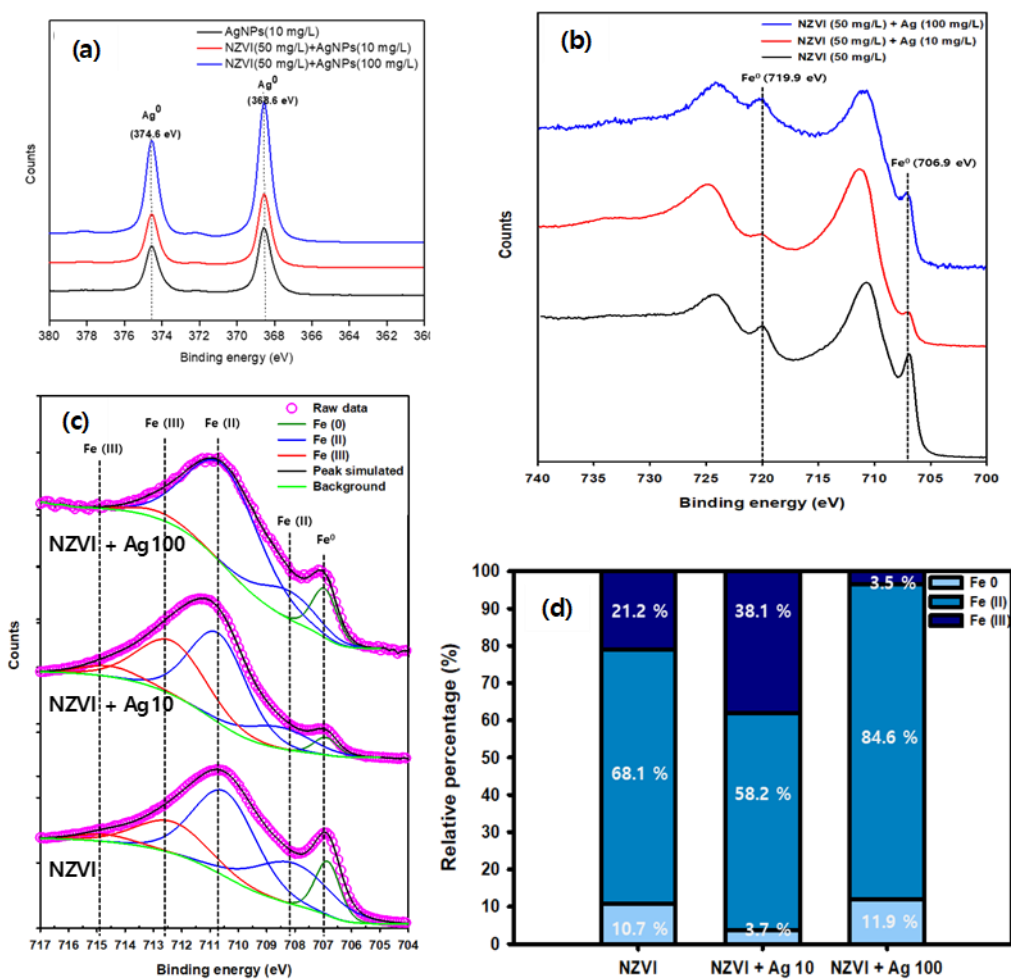 (a)
AgNPs(10 mg/L)
NZVI(50 mg/L)+AgNPs(10 mg/L)
NZVI(50 mg/L)+AgNPs(100 mg/L)
Ag⁰
(374.6 eV)
Ag⁰
(368.6 eV)
Counts
380 378 376 374 372 370 368 366 364 362 360
Binding energy (eV)
(b)
NZVI (50 mg/L) + Ag (100 mg/L)
NZVI (50 mg/L) + Ag (10 mg/L)
NZVI (50 mg/L)
Fe⁰ (719.9 eV)
Fe⁰ (706.9 eV)
Counts
740 735 730 725 720 715 710 705 700
Binding energy (eV)
(c)
Raw data
Fe (0)
Fe (II)
Fe (III)
Peak simulated
Background
Fe (III)
Fe (III)
Fe (II)
Fe (II)
Fe⁰
NZVI + Ag100
NZVI + Ag10
NZVI
Counts
717 716 715 714 713 712 711 710 709 708 707 706 705 704
Binding energy (eV)
(d)
Fe 0
Fe (II)
Fe (III)
100
90
80
70
60
50
40
30
20
10
0
Relative percentage (%)
21.2 % 38.1 % 3.5 %
68.1 % 58.2 % 84.6 %
10.7 % 3.7 % 11.9 %
NZVI NZVI + Ag 10 NZVI + Ag 100